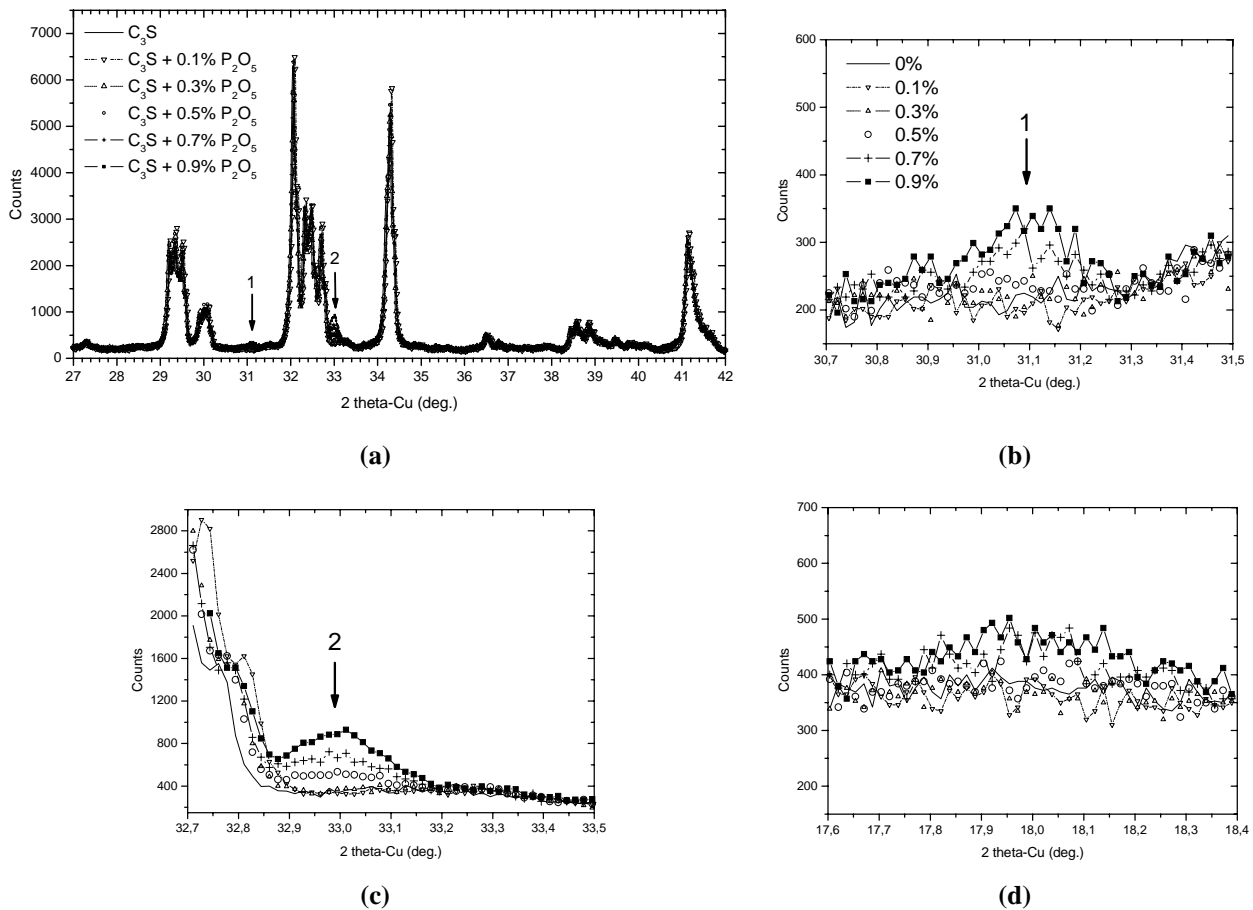 C₃S
C₃S + 0.1% P₂O₅
C₃S + 0.3% P₂O₅
C₃S + 0.5% P₂O₅
C₃S + 0.7% P₂O₅
C₃S + 0.9% P₂O₅
7000
6000
5000
4000
3000
2000
1000
0
Counts
1
2
27 28 29 30 31 32 33 34 35 36 37 38 39 40 41 42
2 theta-Cu (deg.)
(a)
0%
0.1%
0.3%
0.5%
0.7%
0.9%
600
500
400
300
200
Counts
1
30,7 30,8 30,9 31,0 31,1 31,2 31,3 31,4 31,5
2 theta-Cu (deg.)
(b)
2800
2400
2000
1600
1200
800
400
Counts
2
32,7 32,8 32,9 33,0 33,1 33,2 33,3 33,4 33,5
2 theta-Cu (deg.)
(c)
700
600
500
400
300
200
Counts
17,6 17,7 17,8 17,9 18,0 18,1 18,2 18,3 18,4
2 theta-Cu (deg.)
(d)